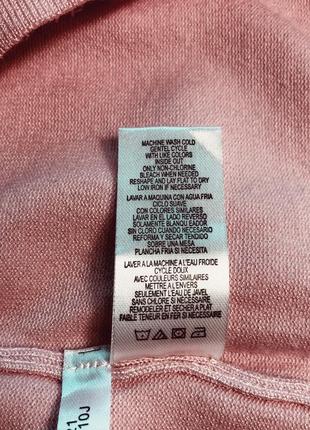 MACHINE WASH COLD
GENTEL CYCLE
WITH LIKE COLORS
INSIDE OUT
ONLY NON-CHLORINE
BLEACH WHEN NEEDED
RESHAPE AND LAY FLAT TO DRY
LOW IRON IF NECESSARY
LAVAR A MAQUINA CON AGUA FRIA
CICLO SUAVE
CON COLORES SIMILARES
LAVAR EN EL LADO REVERSO
SOLAMENTE BLANQUEADOR
SIN CLORO CUANDO NECESARIO
REFORMA Y SECAR TENDIDO
SOBRE UNA MESA
PLANCHA FRIA SI NECESITA
LAVER A LA MACHINE A L'EAU FROIDE
CYCLE DOUX
AVEC COULEURS SIMILAIRES
METTRE A L'ENVERS
SEULEMENT L'EAU DE JAVEL
SANS CHLORE SI NÉCESSAIRE
REMODELER ET SECHER A PLAT
FAIBLE TENEUR EN FER SI BESOIN
10J